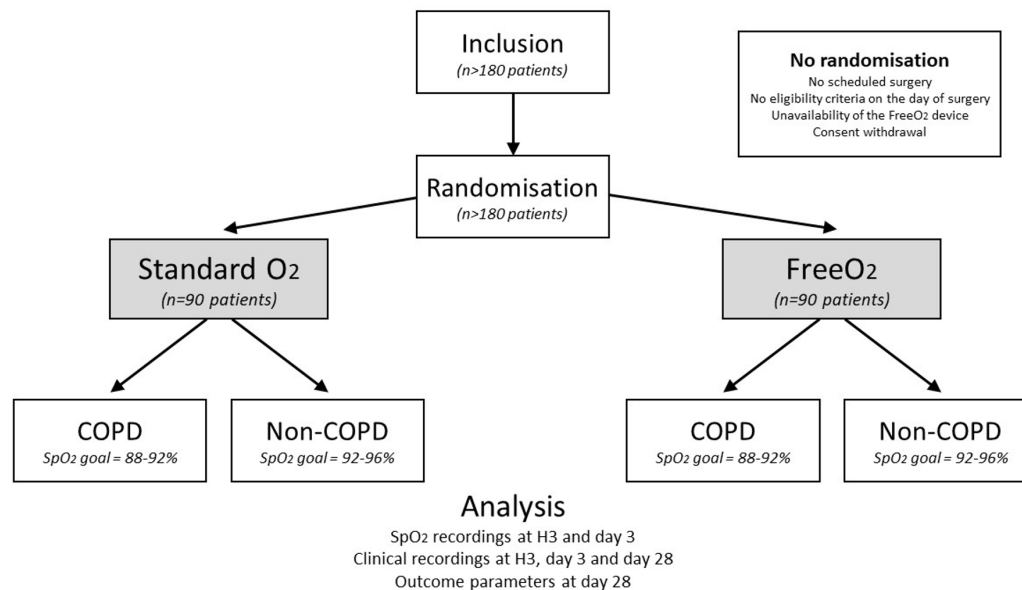 Inclusion
(n>180 patients)
No randomisation
No scheduled surgery
No eligibility criteria on the day of surgery
Unavailability of the FreeO2 device
Consent withdrawal
Randomisation
(n>180 patients)
Standard O2
(n=90 patients)
FreeO2
(n=90 patients)
COPD
SpO2 goal = 88-92%
Non-COPD
SpO2 goal = 92-96%
COPD
SpO2 goal = 88-92%
Non-COPD
SpO2 goal = 92-96%
Analysis
SpO2 recordings at H3 and day 3
Clinical recordings at H3, day 3 and day 28
Outcome parameters at day 28